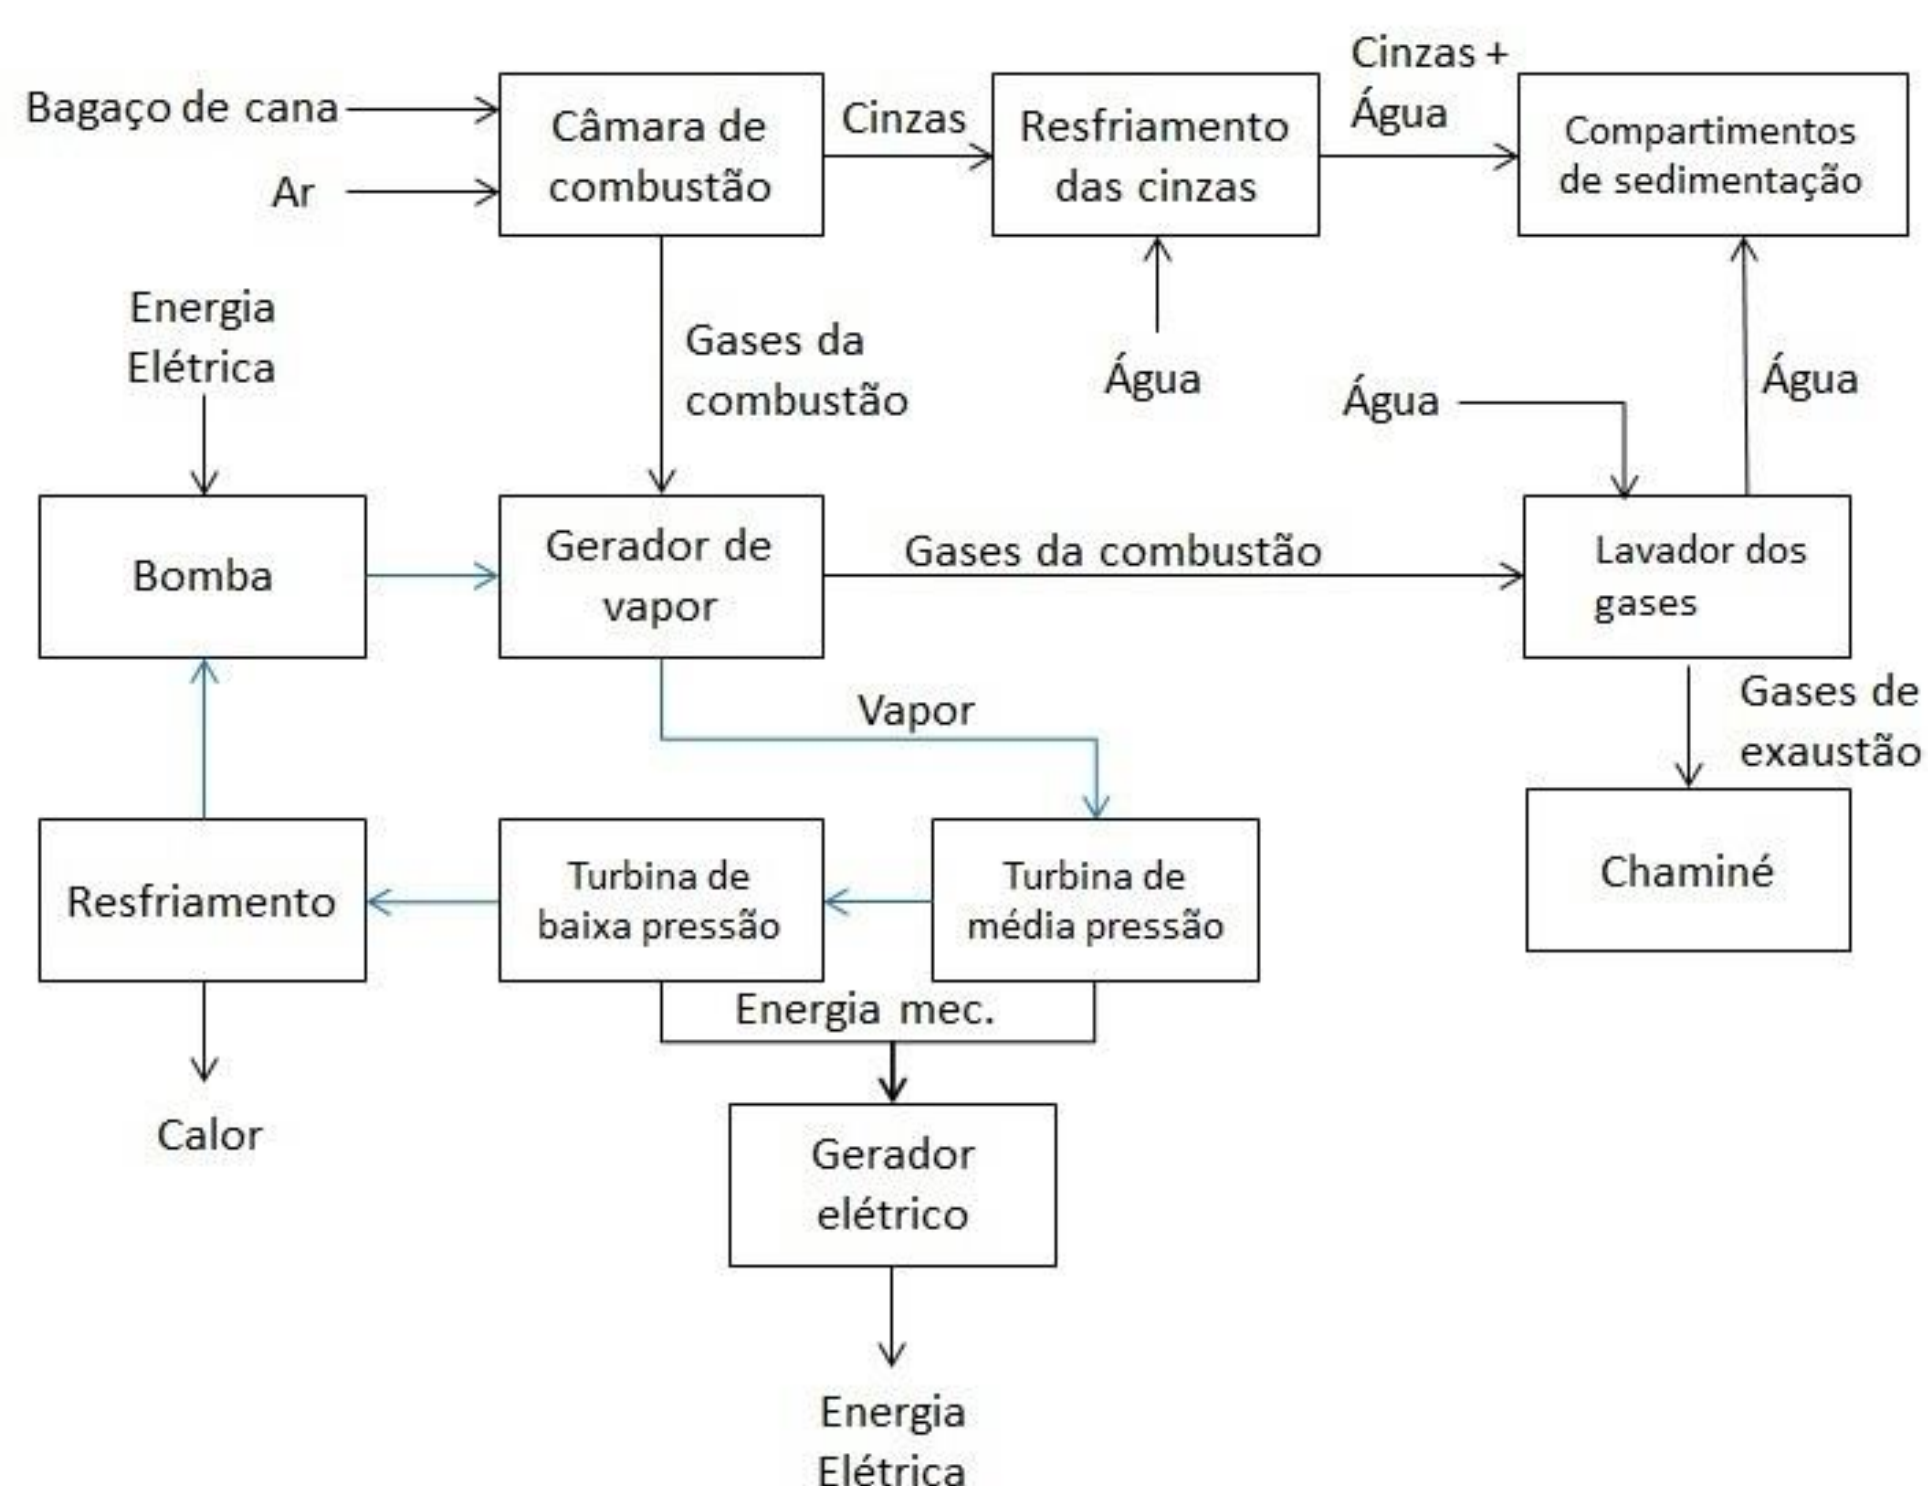 Bagaço de cana
Ar
Câmara de
combustão
Cinzas
Resfriamento
das cinzas
Cinzas +
Água
Compartimentos
de sedimentação
Energia
Elétrica
Gases da
combustão
Água
Água
Água
Bomba
Gerador de
vapor
Gases da combustão
Lavador dos
gases
Vapor
Gases de
exaustão
Resfriamento
Turbina de
baixa pressão
Turbina de
média pressão
Chaminé
Energia mec.
Calor
Gerador
elétrico
Energia
Elétrica